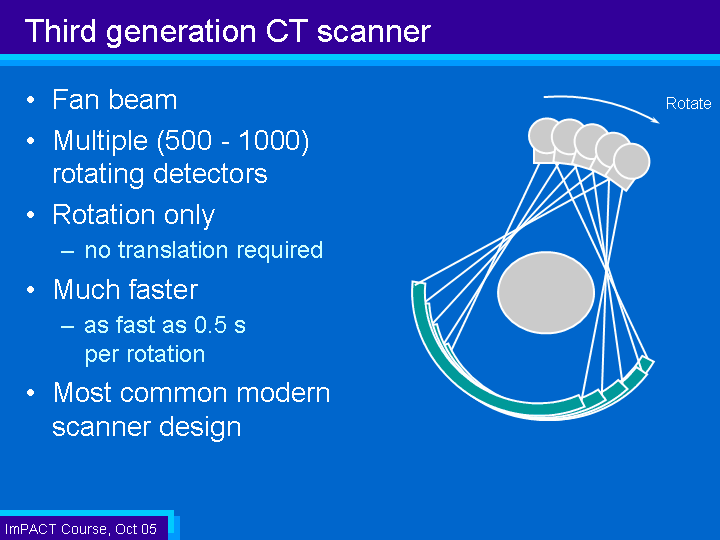 Third generation CT scanner
• Fan beam
• Multiple (500 - 1000)
rotating detectors
• Rotation only
– no translation required
• Much faster
– as fast as 0.5 s
per rotation
• Most common modern
scanner design
Rotate
ImPACT Course, Oct 05